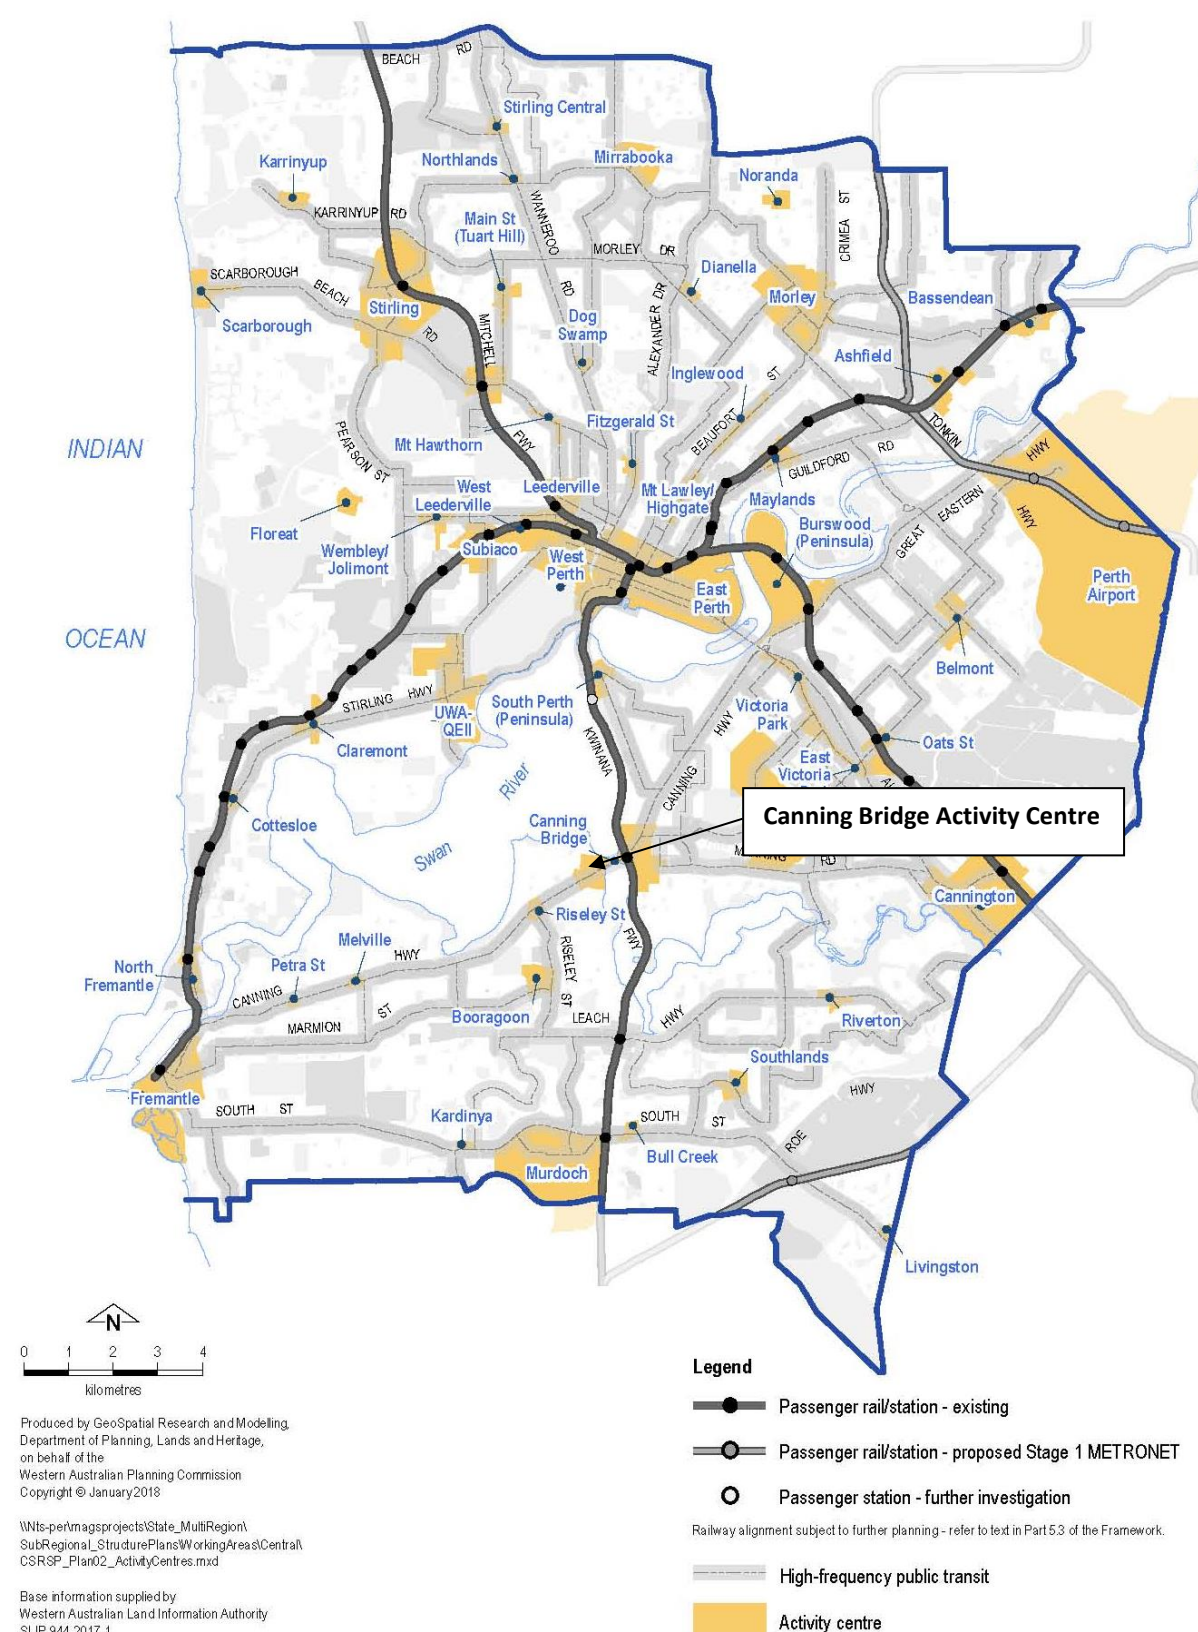 BEACH
RD
Stirling Central
Karrinyup
Northlands
Mirrabooka
Noranda
KARRINYUP RD
Main St
(Tuart Hill)
WANNEROO
RD
MORLEY DR
CRIMEA ST
SCARBOROUGH
BEACH
RD
Scarborough
Stirling
MITCHELL
FWY
Dianella
ALEXANDER DR
Morley
Bassendean
Dog
Swamp
Ashfield
Inglewood
BEAUFORT ST
INDIAN
OCEAN
PEARSON ST
Mt Hawthorn
Fitzgerald St
TONKIN
HWY
GUILDFORD RD
West
Leederville
Leederville
Mt Lawley/
Highgate
Maylands
GREAT EASTERN
HWY
Floreat
Wembley/
Jolimont
Subiaco
West
Perth
Burswood
(Peninsula)
East
Perth
Perth
Airport
Belmont
STIRLING HWY
UWA-
QEII
South Perth
(Peninsula)
Victoria
Park
Oats St
Claremont
KWINANA
FWY
CANNING
HWY
East
Victoria
Cottesloe
Swan
River
Canning
Bridge
Canning Bridge Activity Centre
RD
Cannington
Riseley St
RISELEY ST
North
Fremantle
Petra St
Melville
CANNING
HWY
MARMION
ST
Booragoon
LEACH
HWY
Riverton
Southlands
Fremantle
SOUTH ST
Kardinya
SOUTH
ST
ROE
HWY
Murdoch
Bull Creek
Livingston
N
0 1 2 3 4
kilometres
Produced by GeoSpatial Research and Modelling,
Department of Planning, Lands and Heritage,
on behalf of the
Western Australian Planning Commission
Copyright © January 2018
\\Nts-per\magsprojects\State_MultiRegion\
SubRegional_StructurePlans\WorkingAreas\Central\
CSRSP_Plan02_ActivityCentres.mxd
Base information supplied by
Western Australian Land Information Authority
SLIP 944-2017-1
Legend
Passenger rail/station - existing
Passenger rail/station - proposed Stage 1 METRONET
Passenger station - further investigation
Railway alignment subject to further planning - refer to text in Part 5.3 of the Framework.
High-frequency public transit
Activity centre